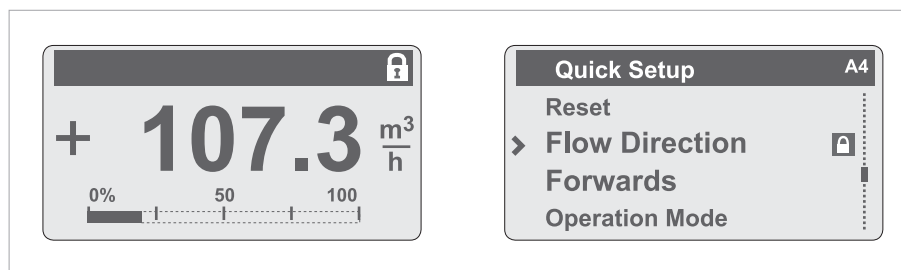 + 107.3 m³/h
0% 50 100
Quick Setup A4
Reset
Flow Direction
Forwards
Operation Mode